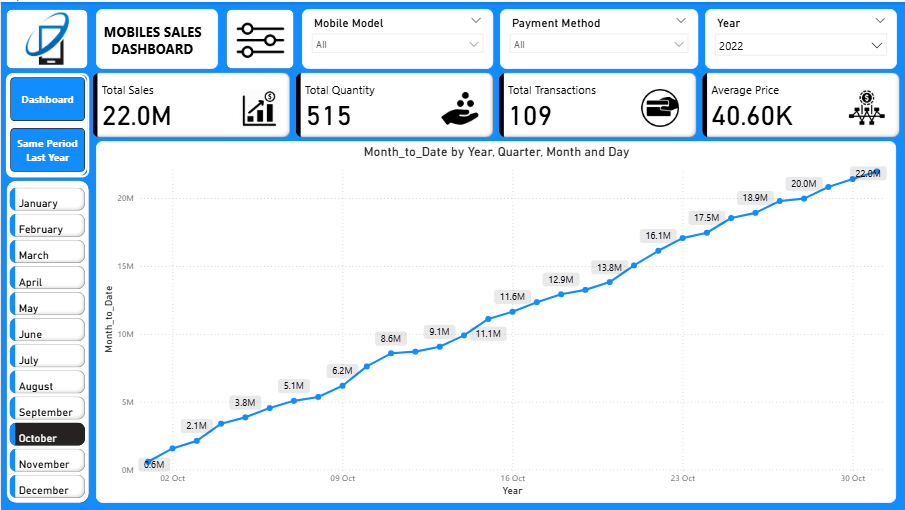 MOBILES SALES
DASHBOARD
Mobile Model
All
Payment Method
All
Year
2022
Dashboard
Same Period
Last Year
Total Sales
22.0M
Total Quantity
515
Total Transactions
109
Average Price
40.60K
January
February
March
April
May
June
July
August
September
October
November
December
Month_to_Date by Year, Quarter, Month and Day
Month_to_Date
20M
15M
10M
5M
0M
0.6M
2.1M
3.8M
5.1M
6.2M
8.6M
9.1M
11.1M
11.6M
12.9M
13.8M
16.1M
17.5M
18.9M
20.0M
22.0M
02 Oct
09 Oct
16 Oct
23 Oct
30 Oct
Year